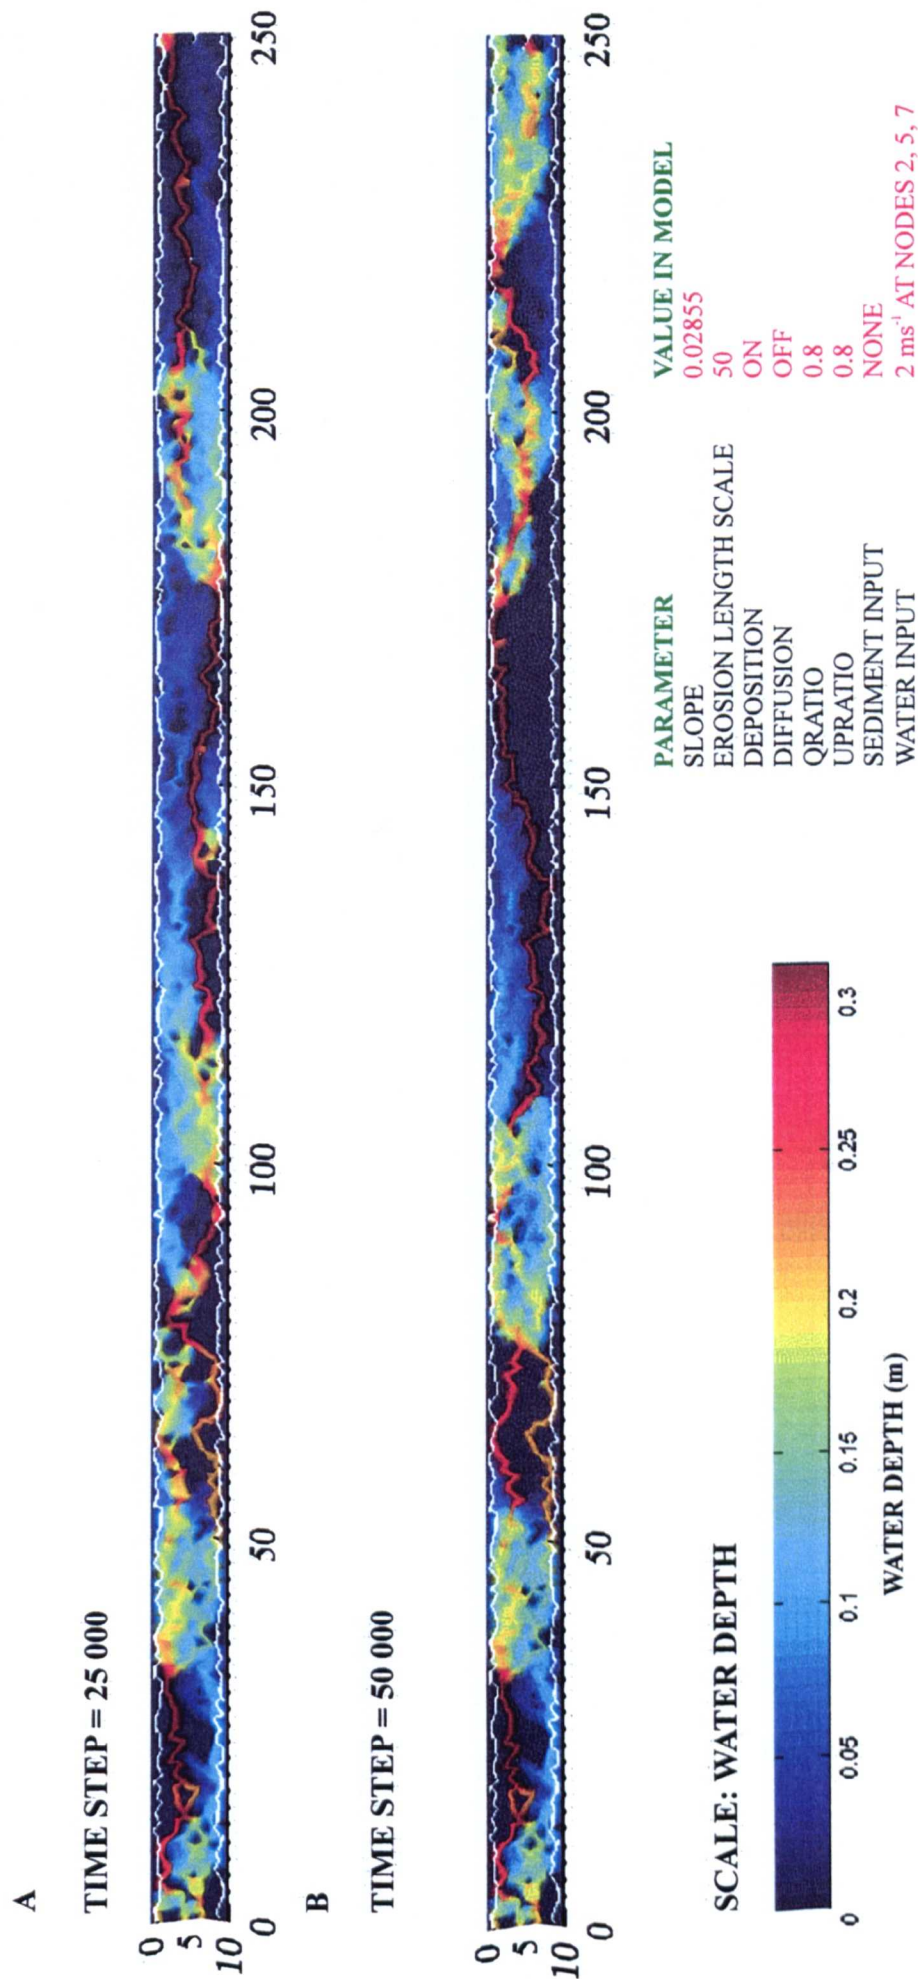 A
TIME STEP = 25 000
0
5
10
0
50
100
150
200
250
B
TIME STEP = 50 000
0
5
10
0
50
100
150
200
250
SCALE: WATER DEPTH
0
0.05
0.1
0.15
0.2
0.25
0.3
WATER DEPTH (m)
PARAMETER VALUE IN MODEL
SLOPE 0.02855
EROSION LENGTH SCALE 50
DEPOSITION ON
DIFFUSION OFF
QRATIO 0.8
UPRATIO 0.8
SEDIMENT INPUT NONE
WATER INPUT 2 ms⁻¹ AT NODES 2, 5, 7